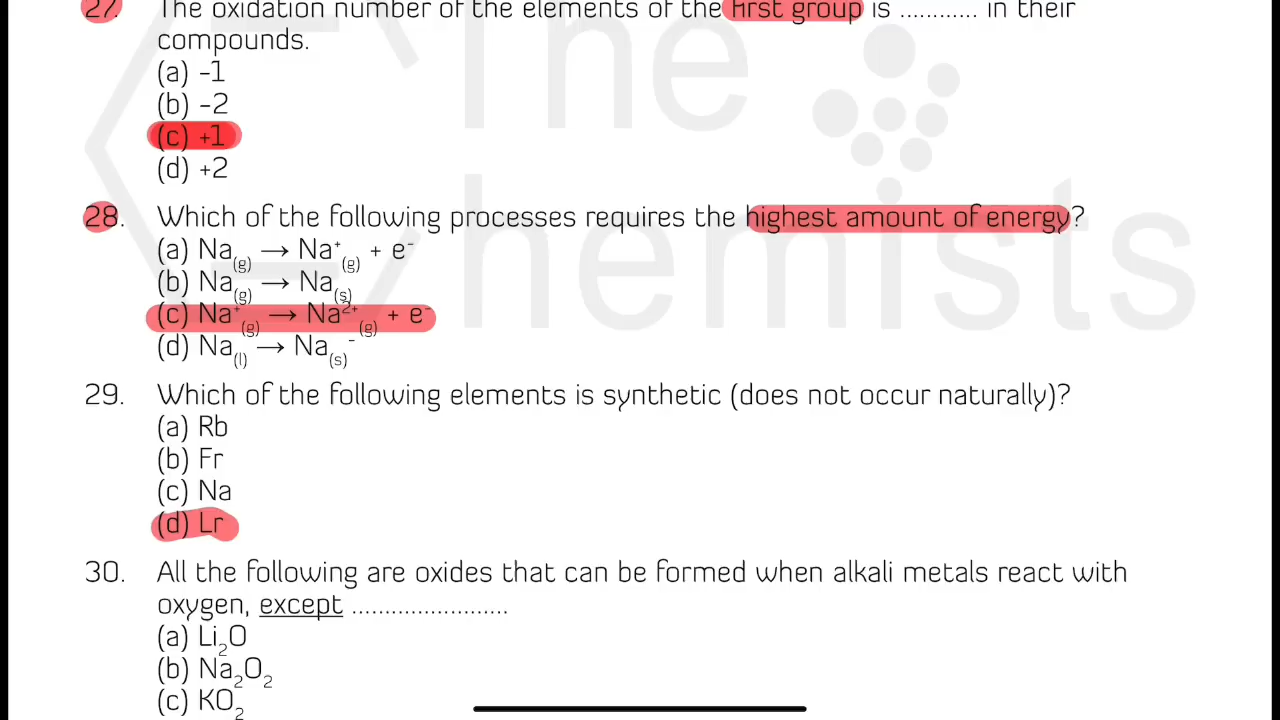 27. The oxidation number of the elements of the first group is ............ in their
compounds.
(a) -1
(b) -2
(c) +1
(d) +2
28. Which of the following processes requires the highest amount of energy?
(a) Na(g) → Na⁺(g) + e⁻
(b) Na(g) → Na(s)
(c) Na⁺(g) → Na²⁺(g) + e⁻
(d) Na(l) → Na(s)⁻
29. Which of the following elements is synthetic (does not occur naturally)?
(a) Rb
(b) Fr
(c) Na
(d) Lr
30. All the following are oxides that can be formed when alkali metals react with
oxygen, except ........................
(a) Li₂O
(b) Na₂O₂
(c) KO₂
The
Chemists